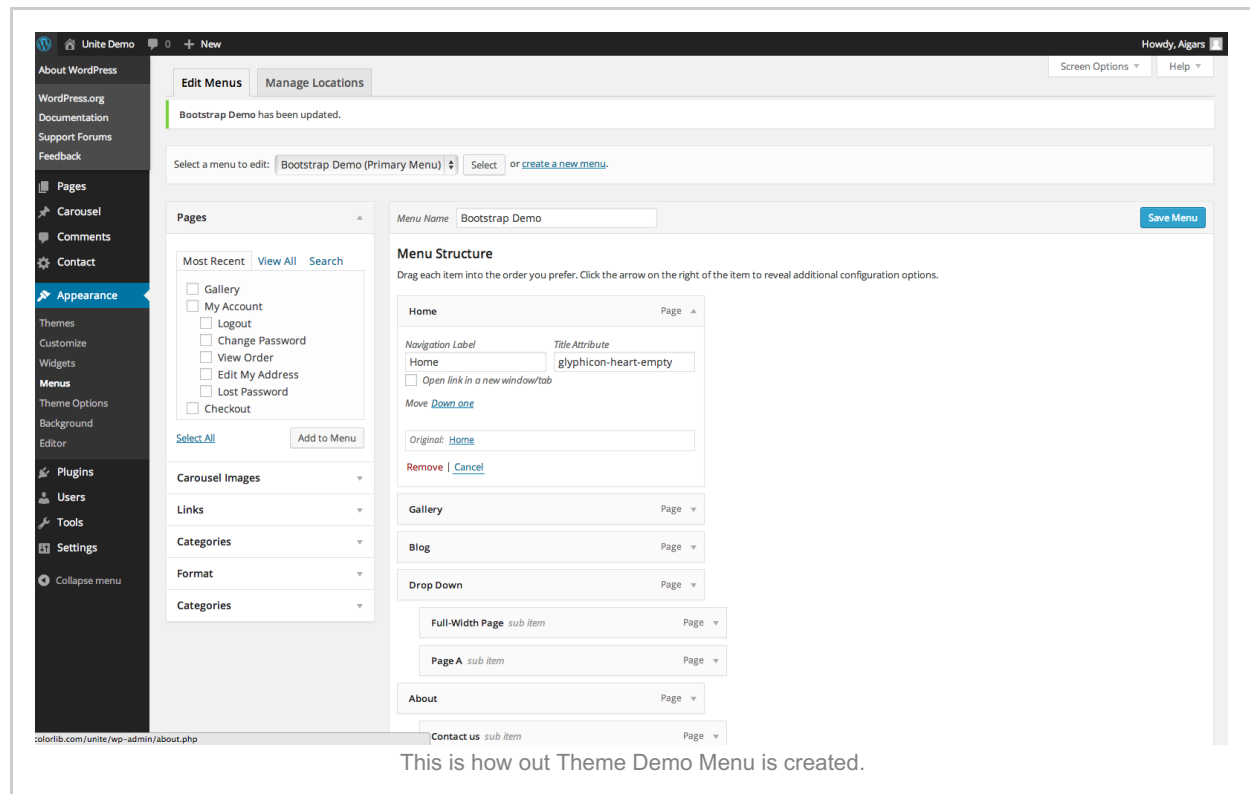 Unite Demo 0 + New Howdy, Aigars
About WordPress
WordPress.org
Documentation
Support Forums
Feedback
Pages
Carousel
Comments
Contact
Appearance
Themes
Customize
Widgets
Menus
Theme Options
Background
Editor
Plugins
Users
Tools
Settings
Collapse menu
Screen Options Help
Edit Menus Manage Locations
Bootstrap Demo has been updated.
Select a menu to edit: Bootstrap Demo (Primary Menu) Select or create a new menu.
Pages
Most Recent View All Search
Gallery
My Account
Logout
Change Password
View Order
Edit My Address
Lost Password
Checkout
Select All Add to Menu
Carousel Images
Links
Categories
Format
Categories
Menu Name Bootstrap Demo Save Menu
Menu Structure
Drag each item into the order you prefer. Click the arrow on the right of the item to reveal additional configuration options.
Home Page
Navigation Label Title Attribute
Home glyphicon-heart-empty
Open link in a new window/tab
Move Down one
Original: Home
Remove | Cancel
Gallery Page
Blog Page
Drop Down Page
Full-Width Page sub item Page
Page A sub item Page
About Page
Contact us sub item Page
colorlib.com/unite/wp-admin/about.php
This is how out Theme Demo Menu is created.